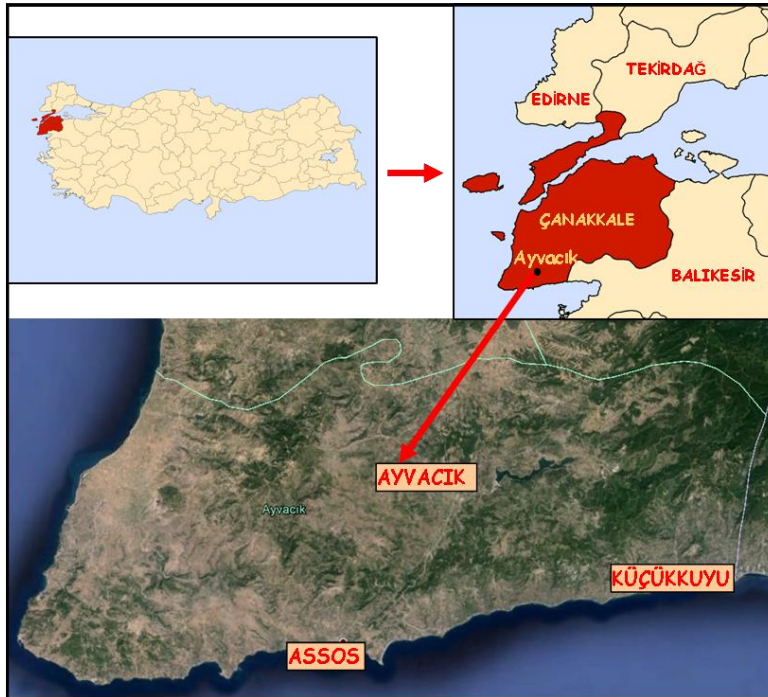 TEKİRDAĞ
EDİRNE
ÇANAKKALE
Ayvacık
BALIKESİR
AYVACIK
Ayvacık
KÜÇÜKKUYU
ASSOS